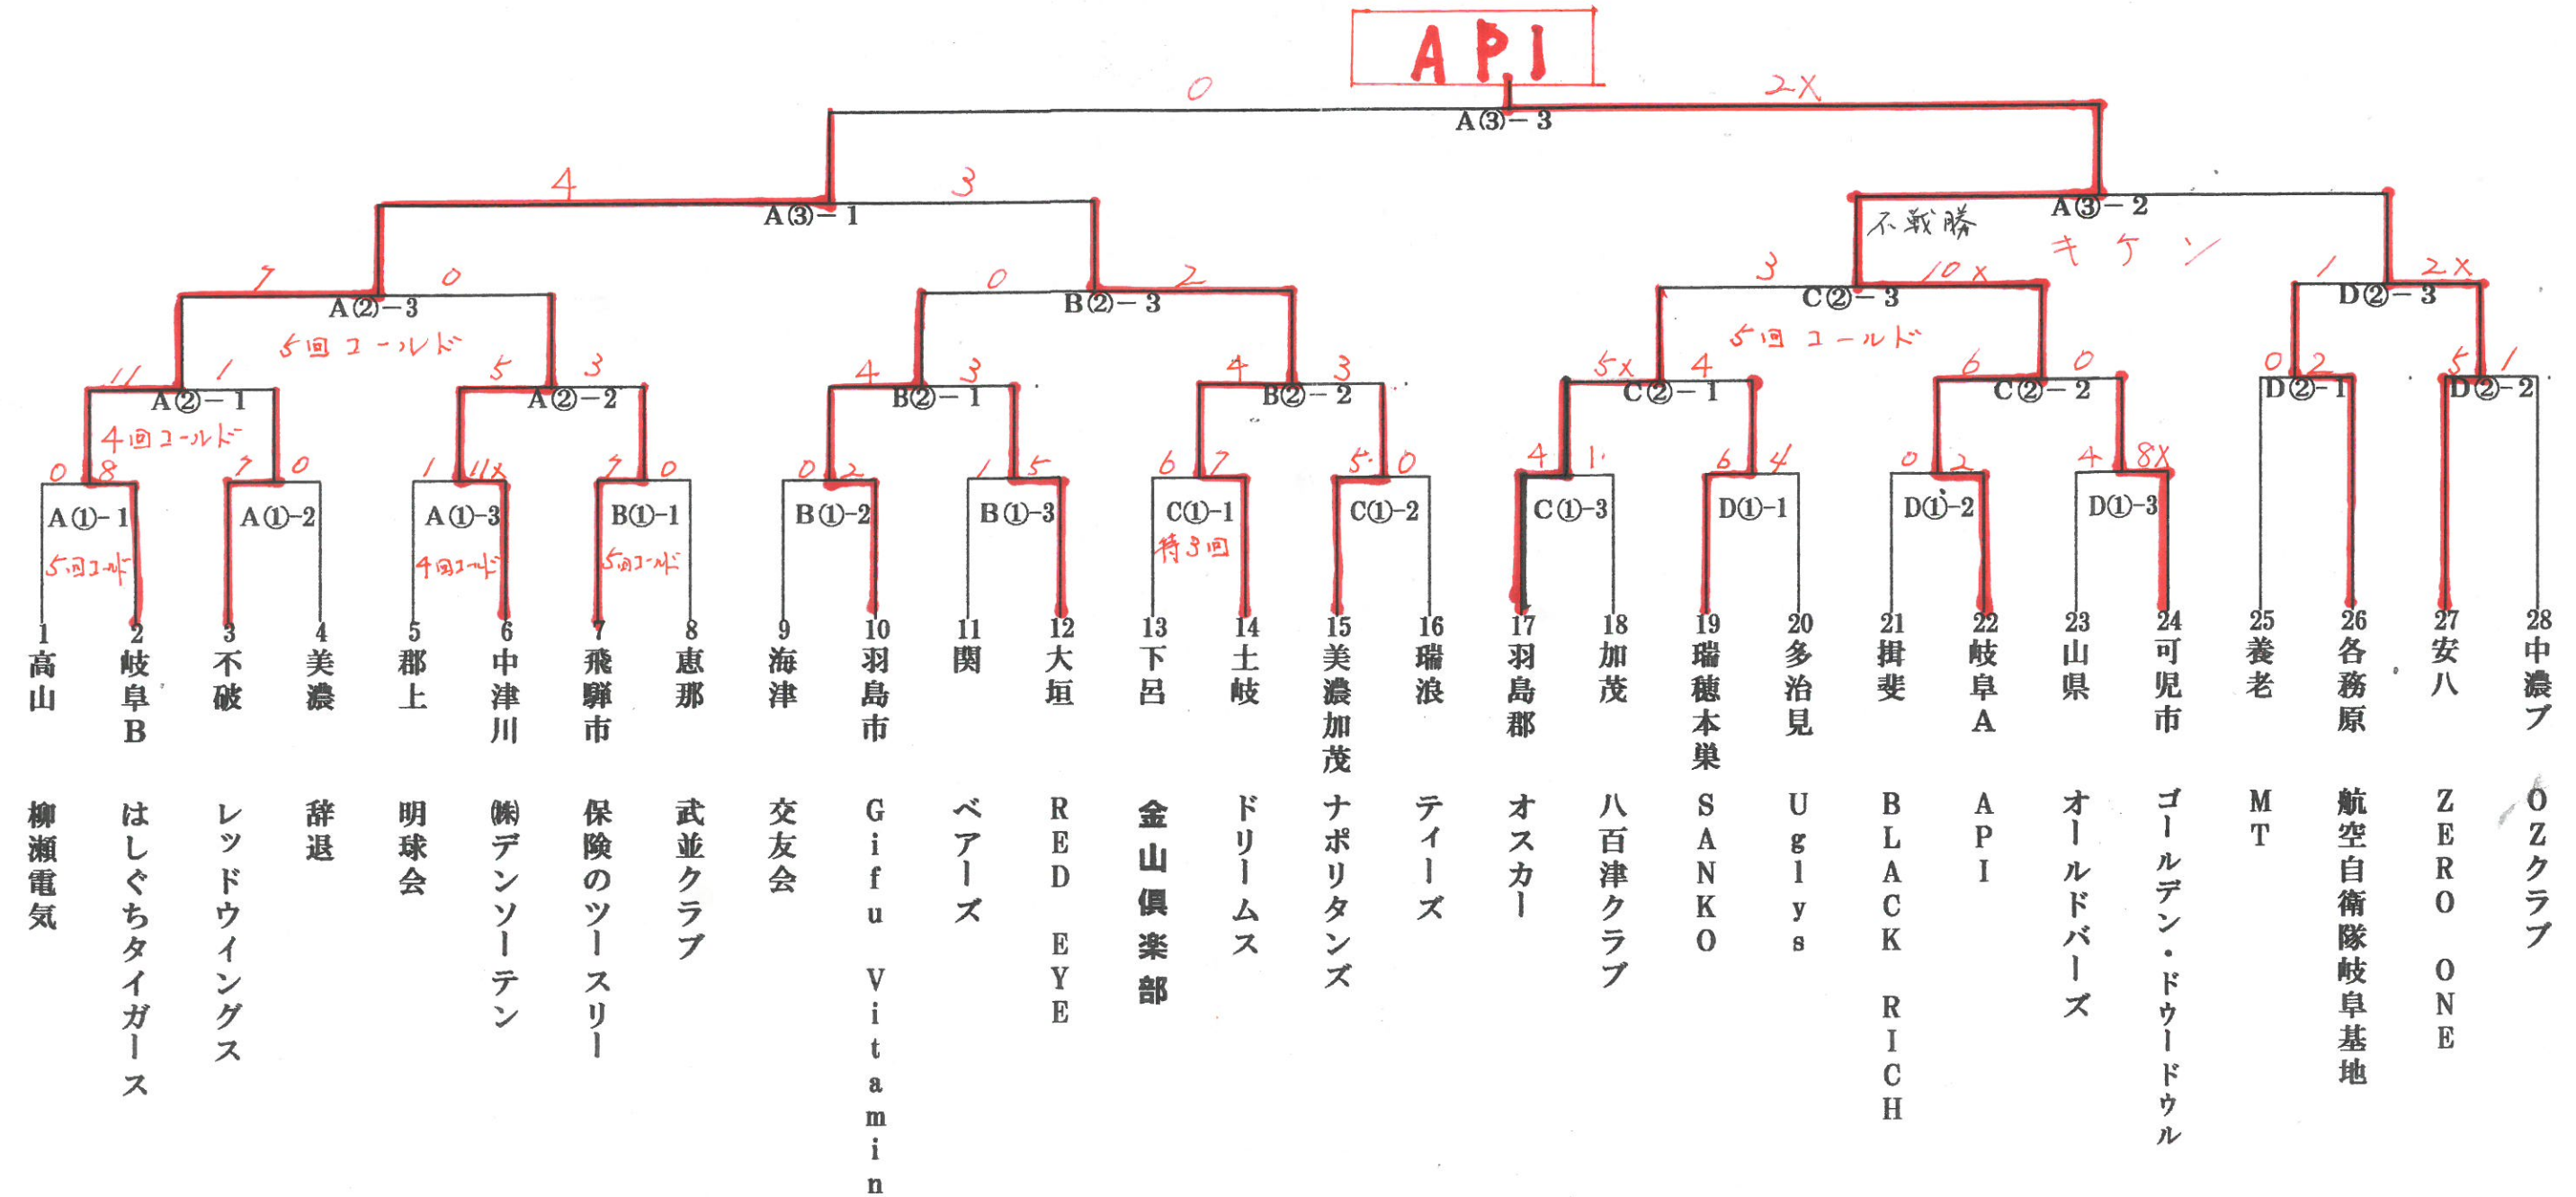 API
0 2X
A③-3
4 3
A③-1 A③-2
不戦勝 キケン
7 0 0 2 3 10x 1 2x
A②-3 B②-3 C②-3 D②-3
5回コールド 5回コールド
11 1 5 3 4 3 4 3 5x 4 6 0 0 2 5 1
A②-1 A②-2 B②-1 B②-2 C②-1 C②-2 D②-1 D②-2
4回コールド
0 8 7 0 1 11x 7 0 0 2 1 5 6 7 5 0 4 1 6 4 0 2 4 8X
A①-1 A①-2 A①-3 B①-1 B①-2 B①-3 C①-1 C①-2 C①-3 D①-1 D①-2 D①-3
5回コールド 4回コールド 5回コールド 3回
1 高山 柳瀬電気
2 岐阜B はしぐちタイガース
3 不破 レッドウイングス
4 美濃 辞退
5 郡上 明球会
6 中津川 ㈱デンソーテン
7 飛騨市 保険のツースリー
8 恵那 武並クラブ
9 海津 交友会
10 羽島市 Gifu Vitamin
11 関 ベアーズ
12 大垣 RED EYE
13 下呂 金山倶楽部
14 土岐 ドリームス
15 美濃加茂 ナポリタンズ
16 瑞浪 ティーズ
17 羽島郡 オスカー
18 加茂 八百津クラブ
19 瑞穂本巣 SANKO
20 多治見 Uglys
21 揖斐 BLACK RICH
22 岐阜A API
23 山県 オールドバーズ
24 可児市 ゴールデン・ドゥードゥル
25 養老 MT
26 各務原 航空自衛隊岐阜基地
27 安八 ZERO ONE
28 中濃ブ OZクラブ